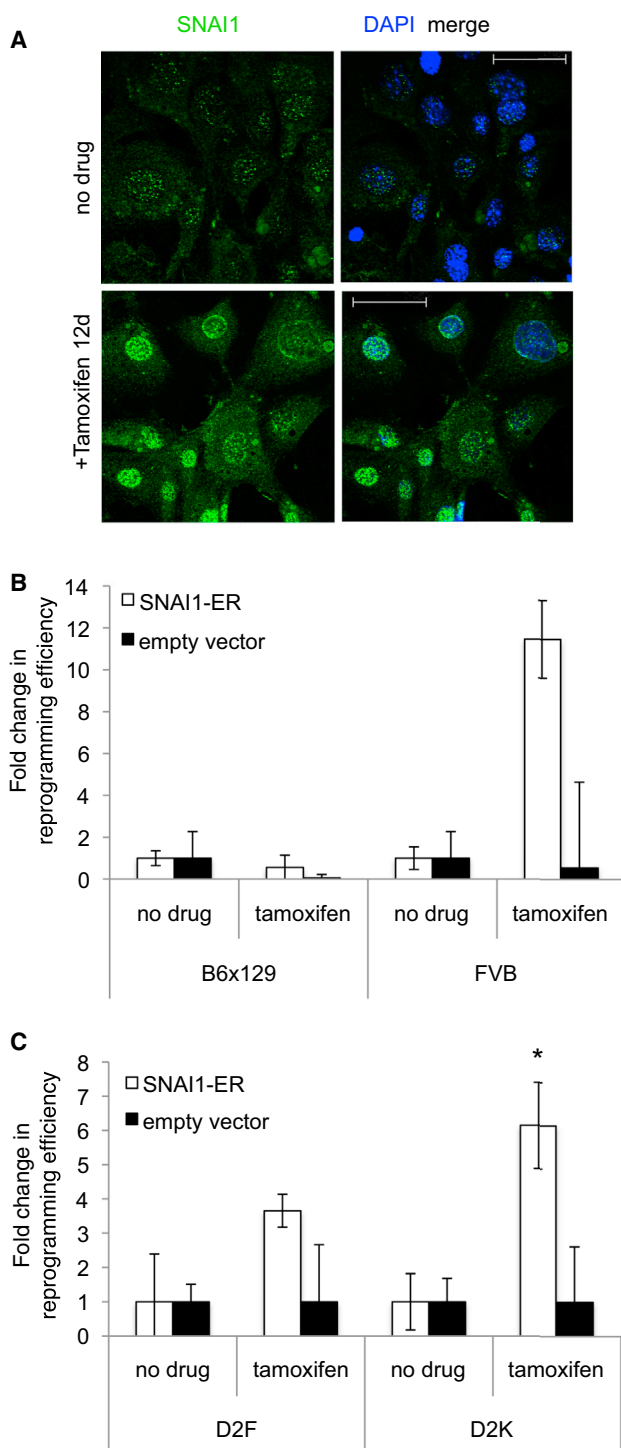 A
SNAI1
DAPI merge
no drug
+Tamoxifen 12d
B
Fold change in
reprogramming efficiency
14
12
10
8
6
4
2
0
SNAI1-ER
empty vector
no drug
tamoxifen
no drug
tamoxifen
B6x129
FVB
C
Fold change in
reprogramming efficiency
8
7
6
5
4
3
2
1
0
SNAI1-ER
empty vector
*
no drug
tamoxifen
no drug
tamoxifen
D2F
D2K